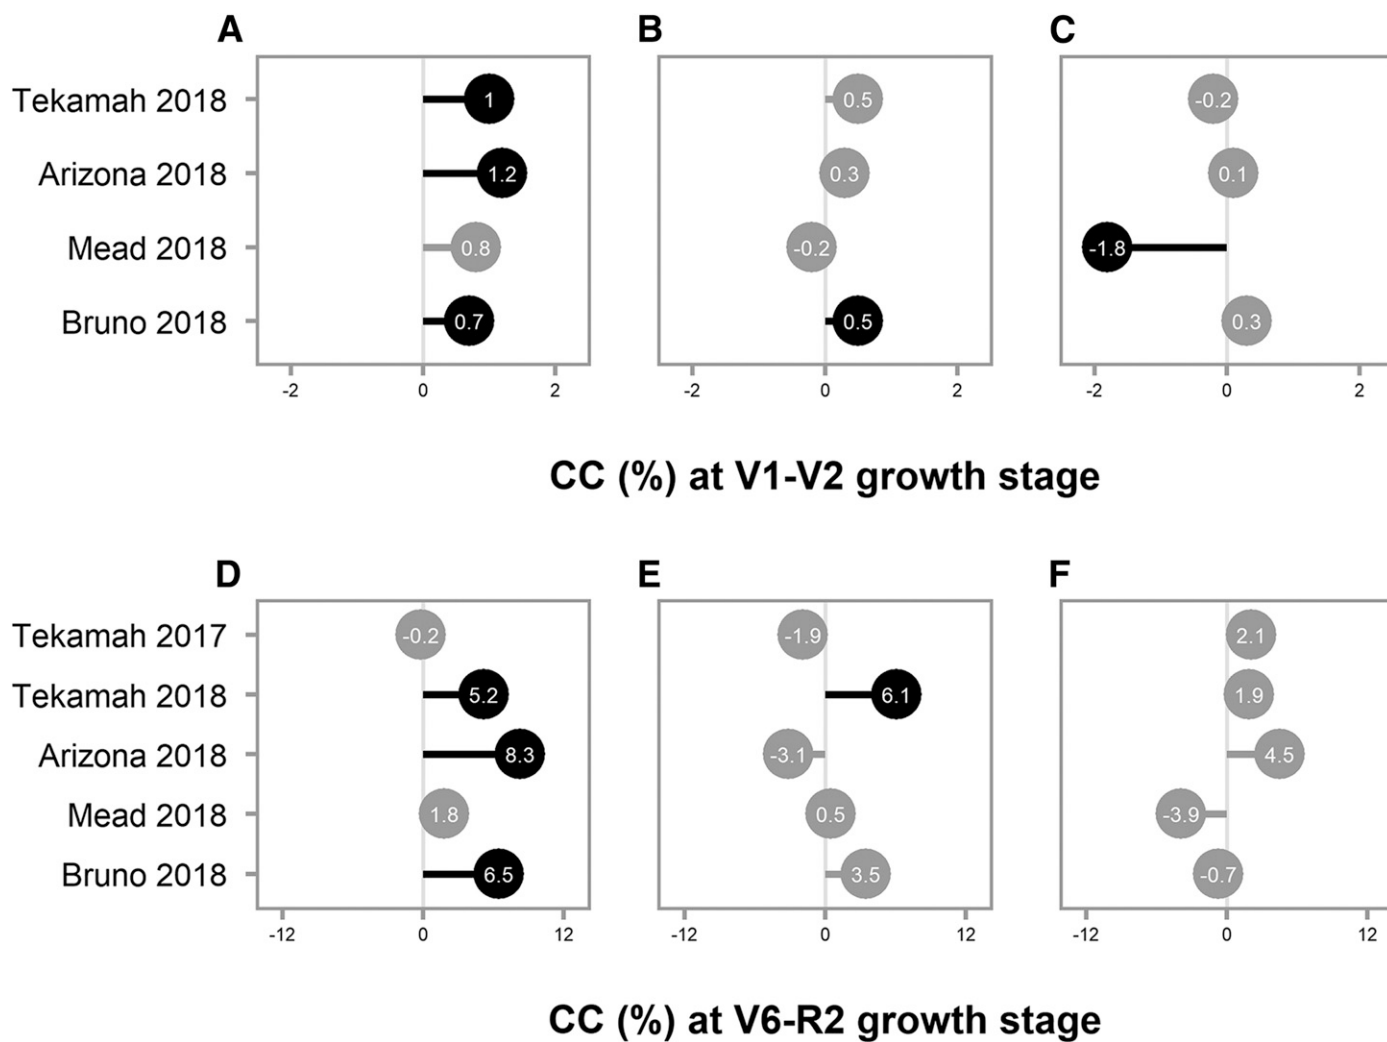 A B C
Tekamah 2018 1 0.5 -0.2
Arizona 2018 1.2 0.3 0.1
Mead 2018 0.8 -0.2 -1.8
Bruno 2018 0.7 0.5 0.3
-2 0 2 -2 0 2 -2 0 2
CC (%) at V1-V2 growth stage
D E F
Tekamah 2017 -0.2 -1.9 2.1
Tekamah 2018 5.2 6.1 1.9
Arizona 2018 8.3 -3.1 4.5
Mead 2018 1.8 0.5 -3.9
Bruno 2018 6.5 3.5 -0.7
-12 0 12 -12 0 12 -12 0 12
CC (%) at V6-R2 growth stage